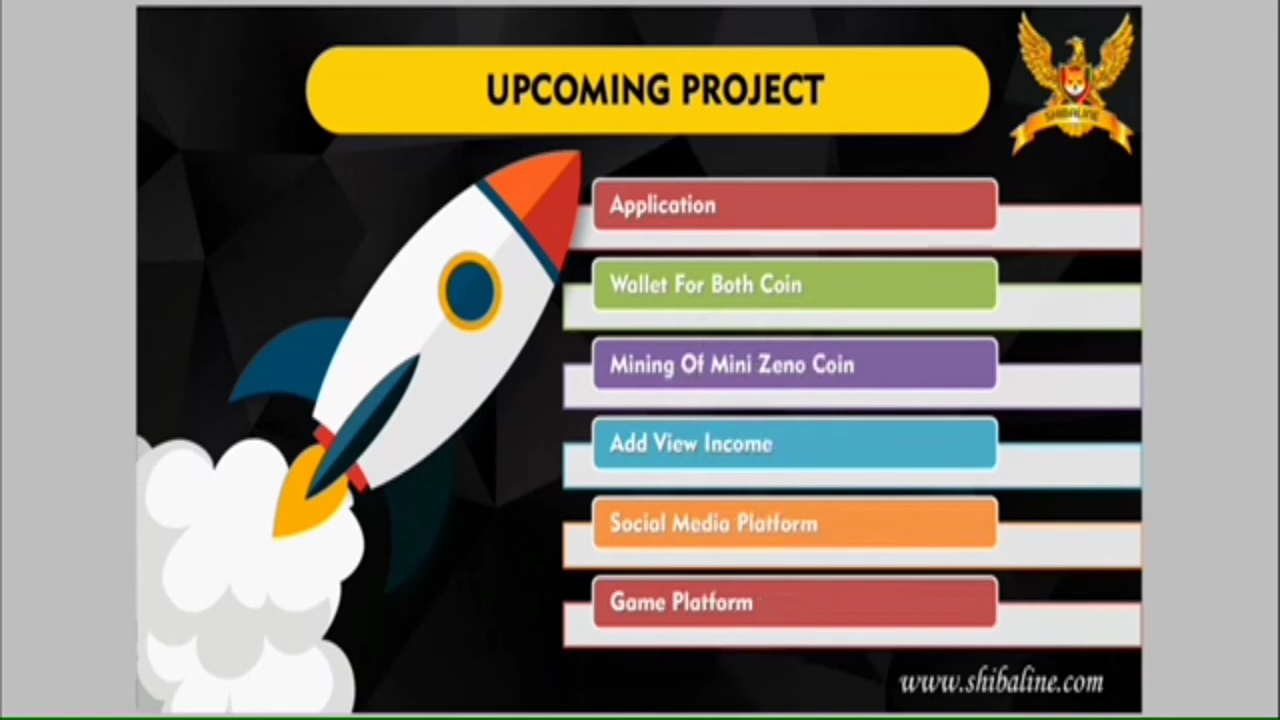 UPCOMING PROJECT
SHIBALINE
Application
Wallet For Both Coin
Mining Of Mini Zeno Coin
Add View Income
Social Media Platform
Game Platform
www.shibaline.com